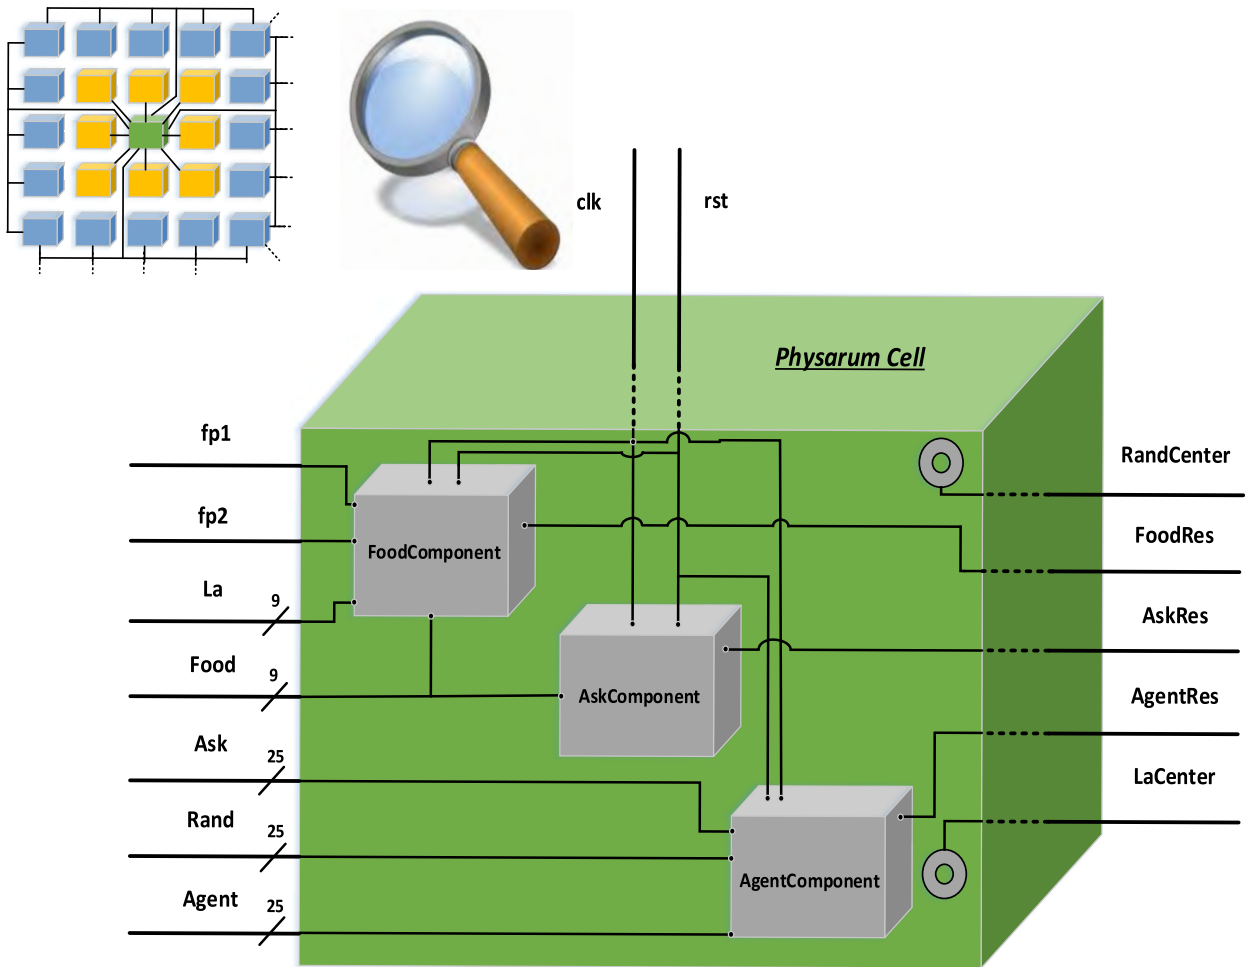 clk
rst
Physarum Cell
fp1
RandCenter
fp2
FoodRes
FoodComponent
La
9
AskRes
Food
9
AskComponent
AgentRes
Ask
25
LaCenter
Rand
25
AgentComponent
Agent
25